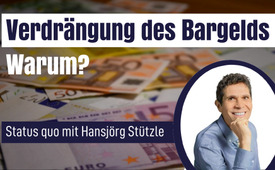 Verdrängung des Bargelds
Warum?
Status quo mit Hansjörg Stützle